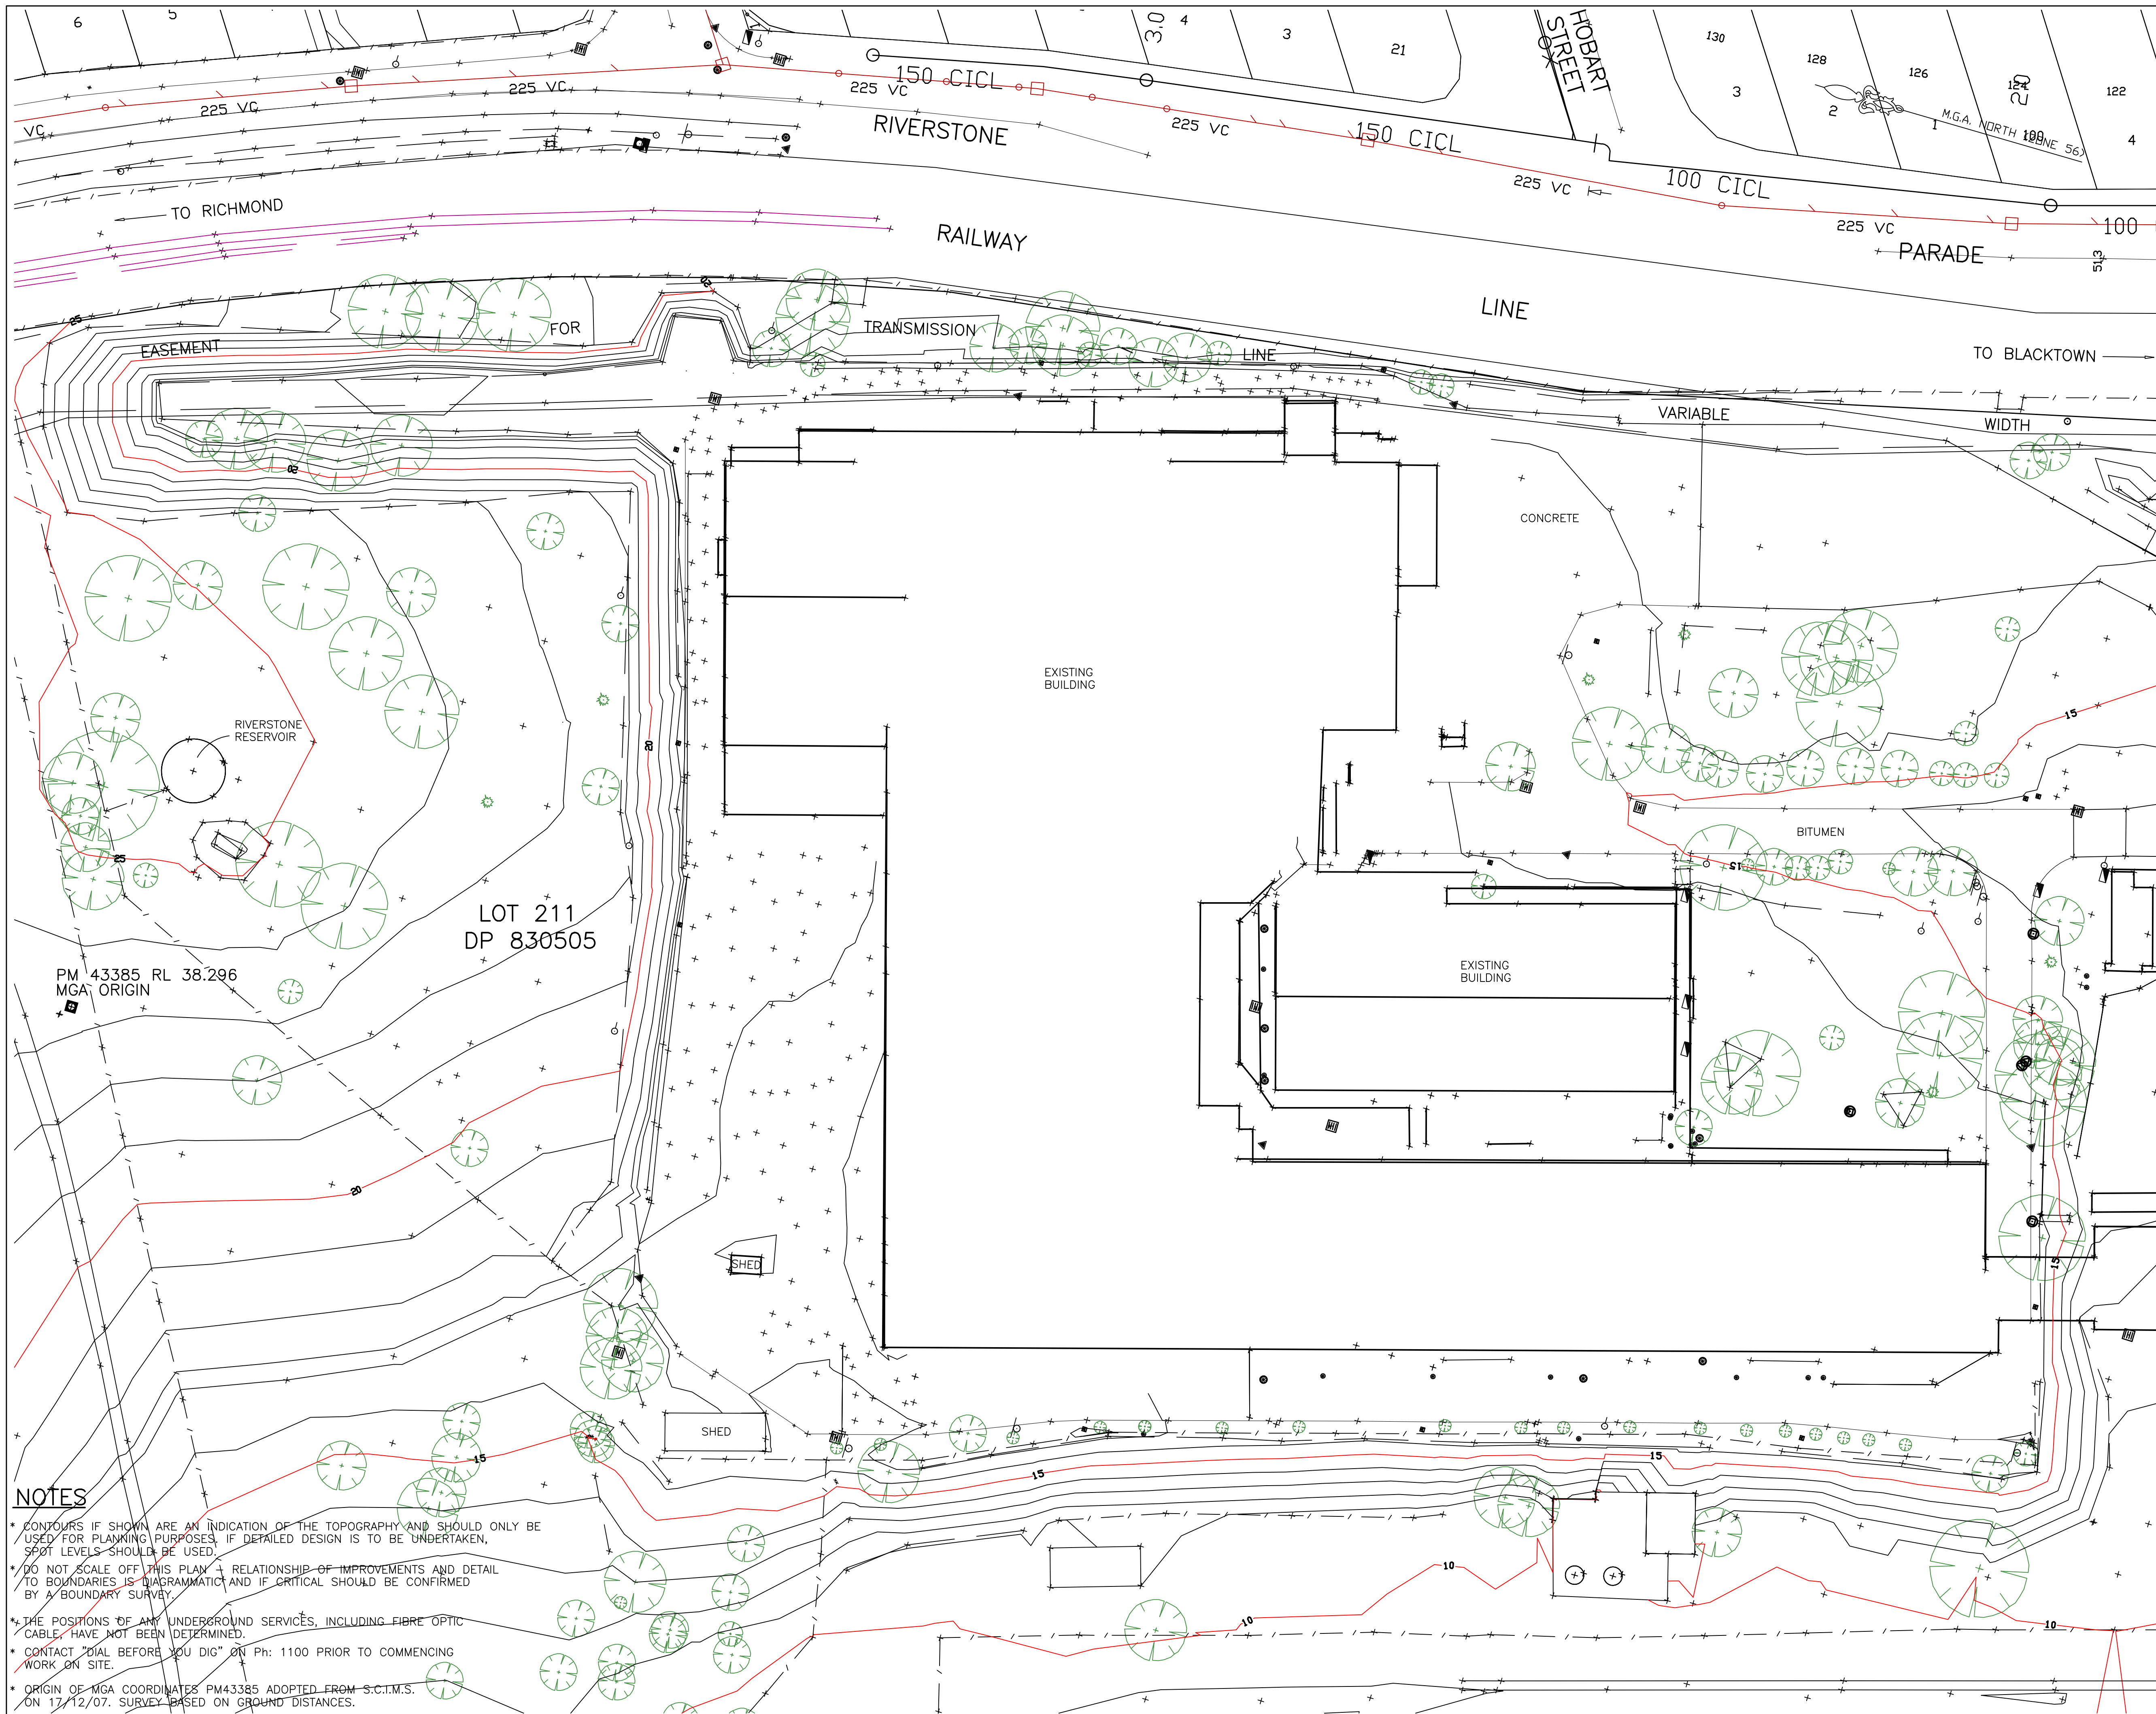 6
5
3.0
4
3
21
HOBART
STREET
130
128
126
124
20
122
3
2
1
100
4
M.G.A. NORTH (ZONE 56)
150 CICL
225 VC
225 VC
225 VC
VC
RIVERSTONE
225 VC
150 CICL
225 VC
100 CICL
225 VC
100
PARADE
513
TO RICHMOND
RAILWAY
LINE
TO BLACKTOWN
25
20
EASEMENT
FOR
TRANSMISSION
LINE
VARIABLE
WIDTH
20
CONCRETE
EXISTING
BUILDING
15
RIVERSTONE
RESERVOIR
20
BITUMEN
25
15
LOT 211
DP 830505
EXISTING
BUILDING
PM 43385 RL 38.296
MGA ORIGIN
20
SHED
15
SHED
15
15
15
10
10
10
NOTES
* CONTOURS IF SHOWN ARE AN INDICATION OF THE TOPOGRAPHY AND SHOULD ONLY BE
USED FOR PLANNING PURPOSES, IF DETAILED DESIGN IS TO BE UNDERTAKEN,
SPOT LEVELS SHOULD BE USED.
* DO NOT SCALE OFF THIS PLAN – RELATIONSHIP OF IMPROVEMENTS AND DETAIL
TO BOUNDARIES IS DIAGRAMMATIC AND IF CRITICAL SHOULD BE CONFIRMED
BY A BOUNDARY SURVEY.
* THE POSITIONS OF ANY UNDERGROUND SERVICES, INCLUDING FIBRE OPTIC
CABLE, HAVE NOT BEEN DETERMINED.
* CONTACT "DIAL BEFORE YOU DIG" ON Ph: 1100 PRIOR TO COMMENCING
WORK ON SITE.
* ORIGIN OF MGA COORDINATES PM43385 ADOPTED FROM S.C.I.M.S.
ON 17/12/07. SURVEY BASED ON GROUND DISTANCES.